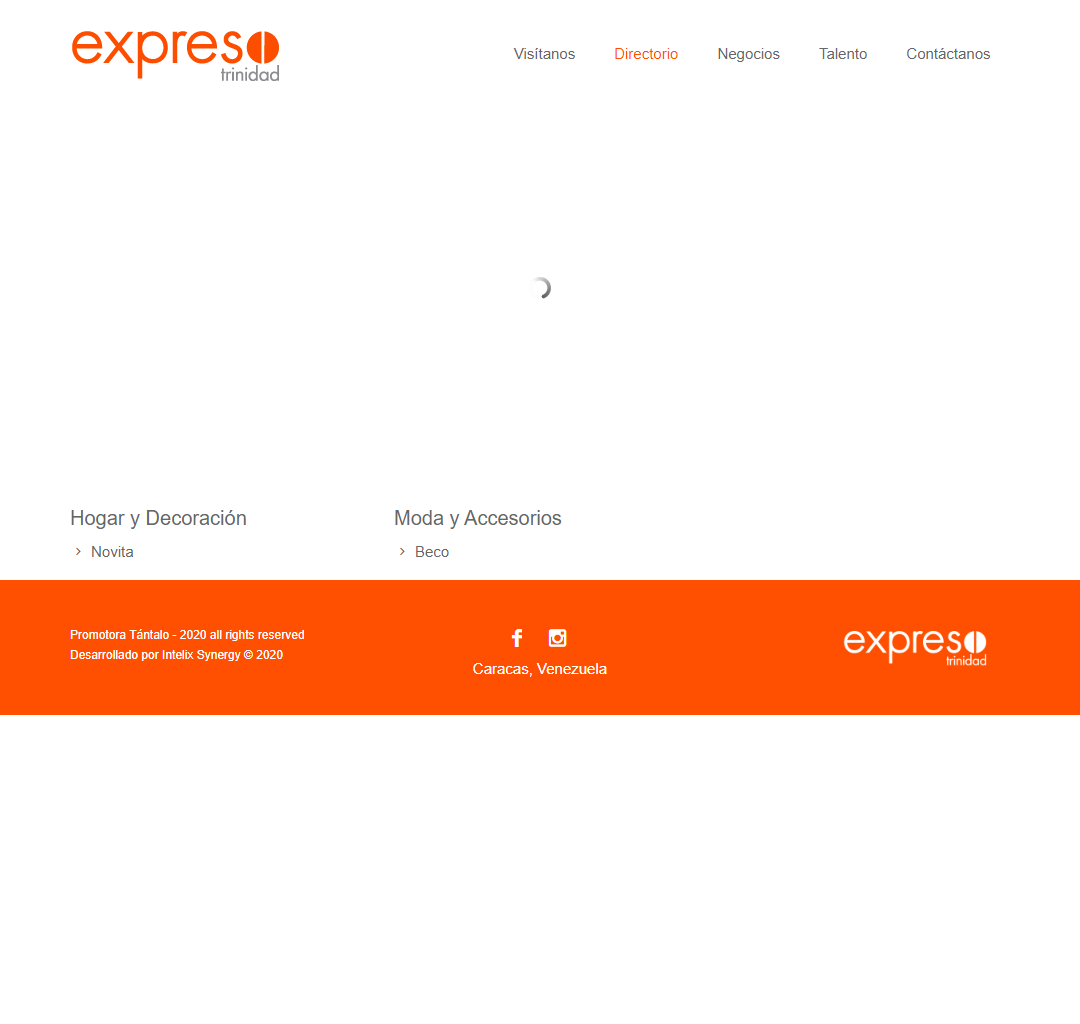 expreso
trinidad
Visítanos
Directorio
Negocios
Talento
Contáctanos
Hogar y Decoración
Novita
Moda y Accesorios
Beco
Promotora Tántalo - 2020 all rights reserved
Desarrollado por Intelix Synergy © 2020
Caracas, Venezuela
expreso
trinidad